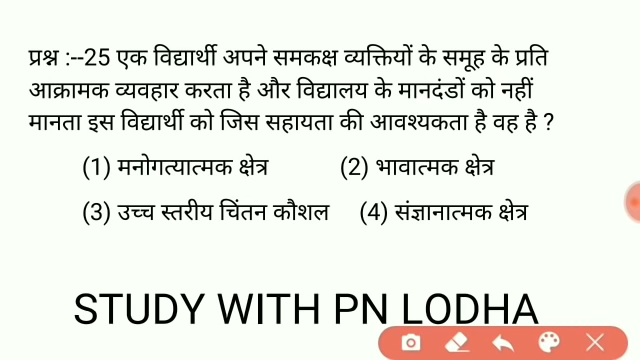 प्रश्न :--25 एक विद्यार्थी अपने समकक्ष व्यक्तियों के समूह के प्रति
आक्रामक व्यवहार करता है और विद्यालय के मानदंडों को नहीं
मानता इस विद्यार्थी को जिस सहायता की आवश्यकता है वह है ?
(1) मनोगत्यात्मक क्षेत्र (2) भावात्मक क्षेत्र
(3) उच्च स्तरीय चिंतन कौशल (4) संज्ञानात्मक क्षेत्र
STUDY WITH PN LODHA